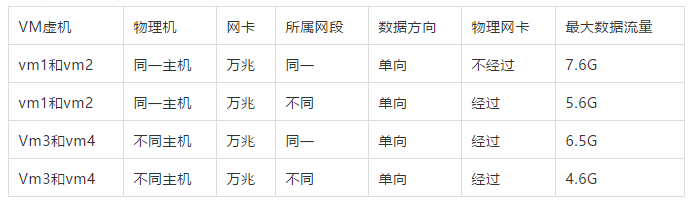 VM虚机 物理机 网卡 所属网段 数据方向 物理网卡 最大数据流量
vm1和vm2 同一主机 万兆 同一 单向 不经过 7.6G
vm1和vm2 同一主机 万兆 不同 单向 经过 5.6G
Vm3和vm4 不同主机 万兆 同一 单向 经过 6.5G
Vm3和vm4 不同主机 万兆 不同 单向 经过 4.6G